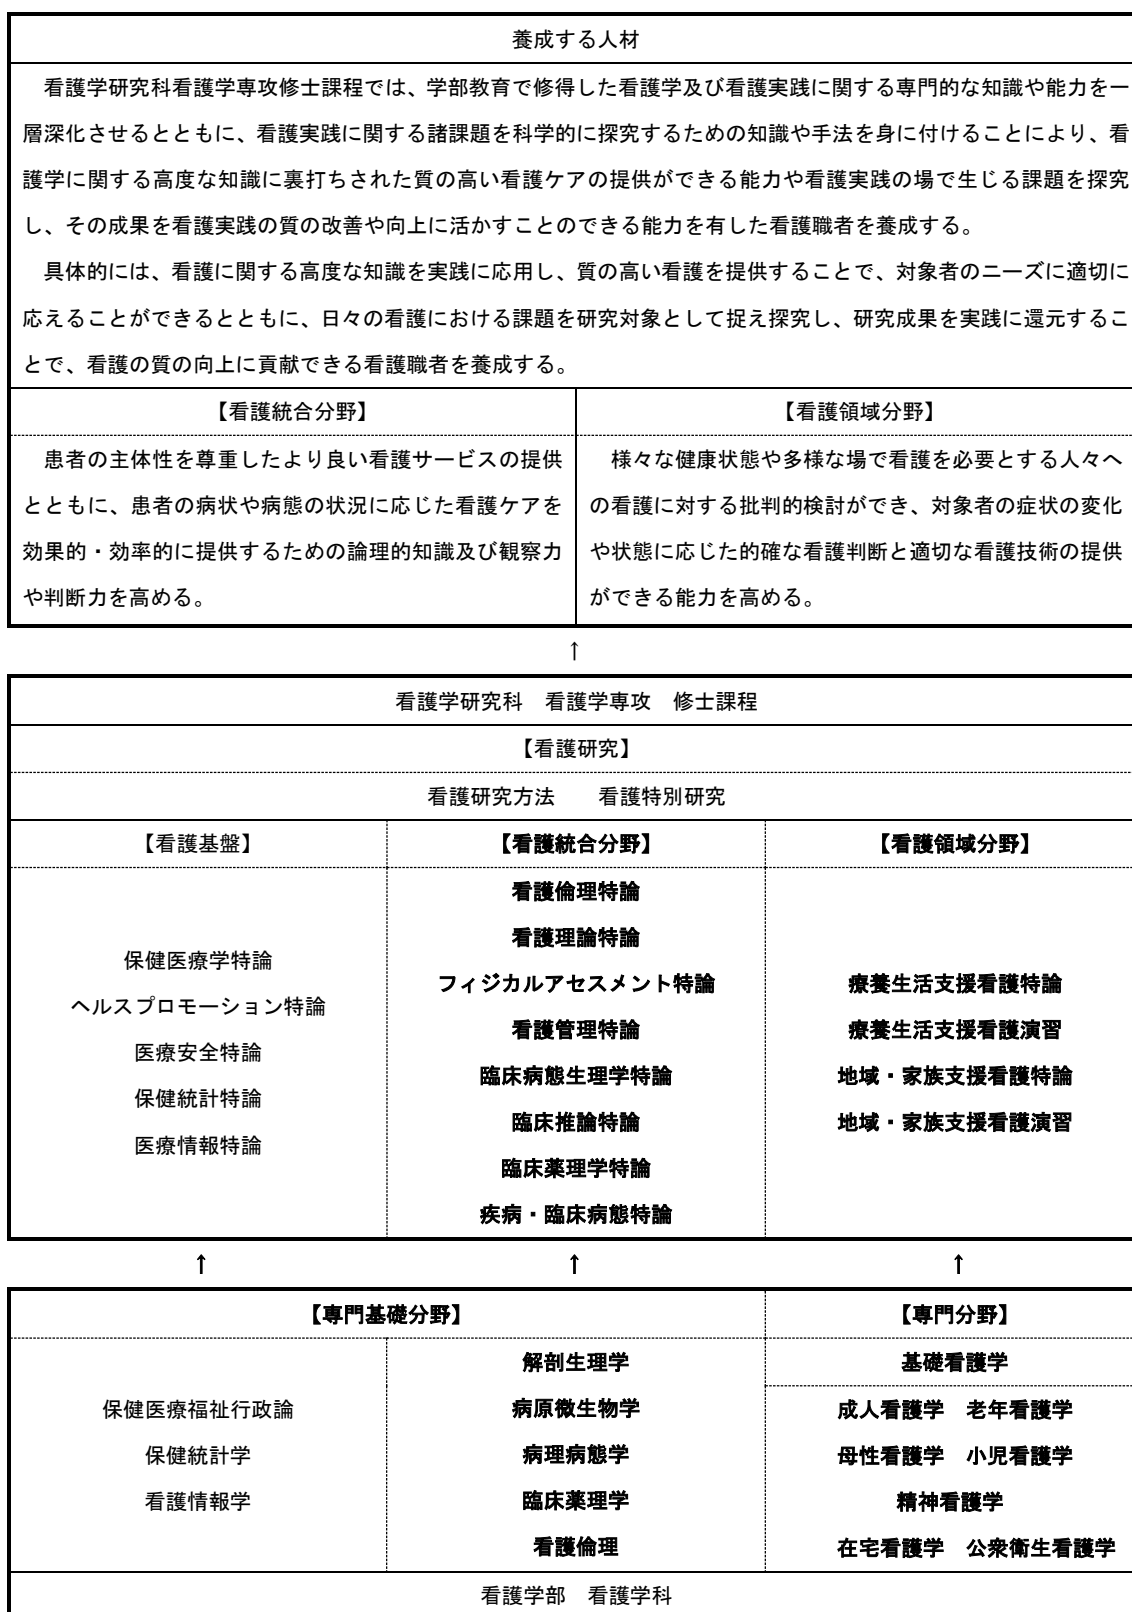 養成する人材
看護学研究科看護学専攻修士課程では、学部教育で修得した看護学及び看護実践に関する専門的な知識や能力を一
層深化させるとともに、看護実践に関する諸課題を科学的に探究するための知識や手法を身に付けることにより、看
護学に関する高度な知識に裏打ちされた質の高い看護ケアの提供ができる能力や看護実践の場で生じる課題を探究
し、その成果を看護実践の質の改善や向上に活かすことのできる能力を有した看護職者を養成する。
具体的には、看護に関する高度な知識を実践に応用し、質の高い看護を提供することで、対象者のニーズに適切に
応えることができるとともに、日々の看護における課題を研究対象として捉え探究し、研究成果を実践に還元するこ
とで、看護の質の向上に貢献できる看護職者を養成する。
【看護統合分野】
患者の主体性を尊重したより良い看護サービスの提供
とともに、患者の病状や病態の状況に応じた看護ケアを
効果的・効率的に提供するための論理的知識及び観察力
や判断力を高める。
【看護領域分野】
様々な健康状態や多様な場で看護を必要とする人々へ
の看護に対する批判的検討ができ、対象者の症状の変化
や状態に応じた的確な看護判断と適切な看護技術の提供
ができる能力を高める。
↑
看護学研究科　看護学専攻　修士課程
【看護研究】
看護研究方法　　看護特別研究
【看護基盤】
保健医療学特論
ヘルスプロモーション特論
医療安全特論
保健統計特論
医療情報特論
【看護統合分野】
看護倫理特論
看護理論特論
フィジカルアセスメント特論
看護管理特論
臨床病態生理学特論
臨床推論特論
臨床薬理学特論
疾病・臨床病態特論
【看護領域分野】
療養生活支援看護特論
療養生活支援看護演習
地域・家族支援看護特論
地域・家族支援看護演習
↑　↑　↑
【専門基礎分野】
保健医療福祉行政論
保健統計学
看護情報学
解剖生理学
病原微生物学
病理病態学
臨床薬理学
看護倫理
【専門分野】
基礎看護学
成人看護学　老年看護学
母性看護学　小児看護学
精神看護学
在宅看護学　公衆衛生看護学
看護学部　看護学科